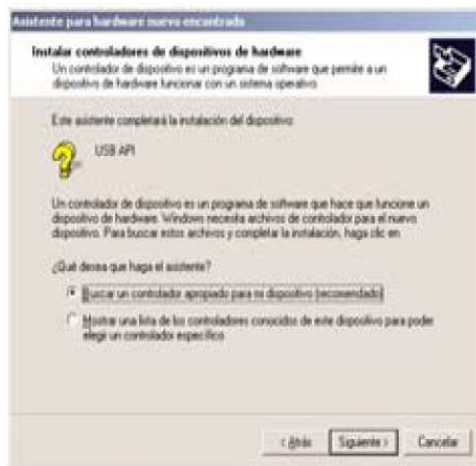 Asistente para hardware nuevo encontrado
Instalar controladores de dispositivos de hardware
Un controlador de dispositivo es un programa de software que permite a un
dispositivo de hardware funcionar con un sistema operativo.
Este asistente completará la instalación del dispositivo:
USB API
Un controlador de dispositivo es un programa de software que hace que funcione un
dispositivo de hardware. Windows necesita archivos de controlador para el nuevo
dispositivo. Para buscar estos archivos y completar la instalación, haga clic en
¿Qué desea que haga el asistente?
Buscar un controlador apropiado para mi dispositivo (recomendado)
Mostrar una lista de los controladores conocidos de este dispositivo para poder
elegir un controlador específico
< Atrás Siguiente > Cancelar